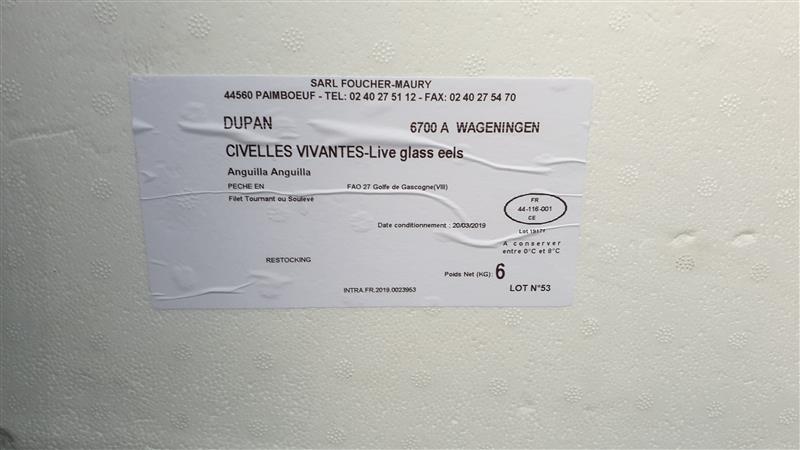 SARL FOUCHER-MAURY
44560 PAIMBOEUF - TEL: 02 40 27 51 12 - FAX: 02 40 27 54 70
DUPAN 6700 A WAGENINGEN
CIVELLES VIVANTES-Live glass eels
Anguilla Anguilla
PECHE EN FAO 27 Golfe de Gascogne(VIII)
Filet Tournant ou Soulevé
FR
44-116-001
CE
Date conditionnement : 20/03/2019
Lot
A conserver
entre 0°C et 8°C
RESTOCKING
Poids Net (KG): 6
INTRA.FR.2019.0023953
LOT N°53